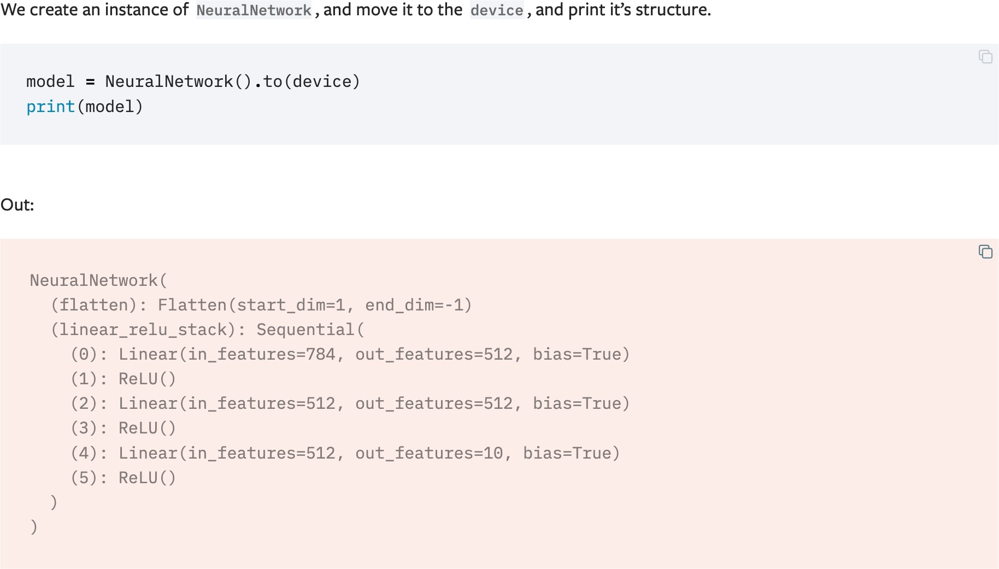 We create an instance of NeuralNetwork, and move it to the device, and print it’s structure.
model = NeuralNetwork().to(device)
print(model)
Out:
NeuralNetwork(
  (flatten): Flatten(start_dim=1, end_dim=-1)
  (linear_relu_stack): Sequential(
    (0): Linear(in_features=784, out_features=512, bias=True)
    (1): ReLU()
    (2): Linear(in_features=512, out_features=512, bias=True)
    (3): ReLU()
    (4): Linear(in_features=512, out_features=10, bias=True)
    (5): ReLU()
  )
)